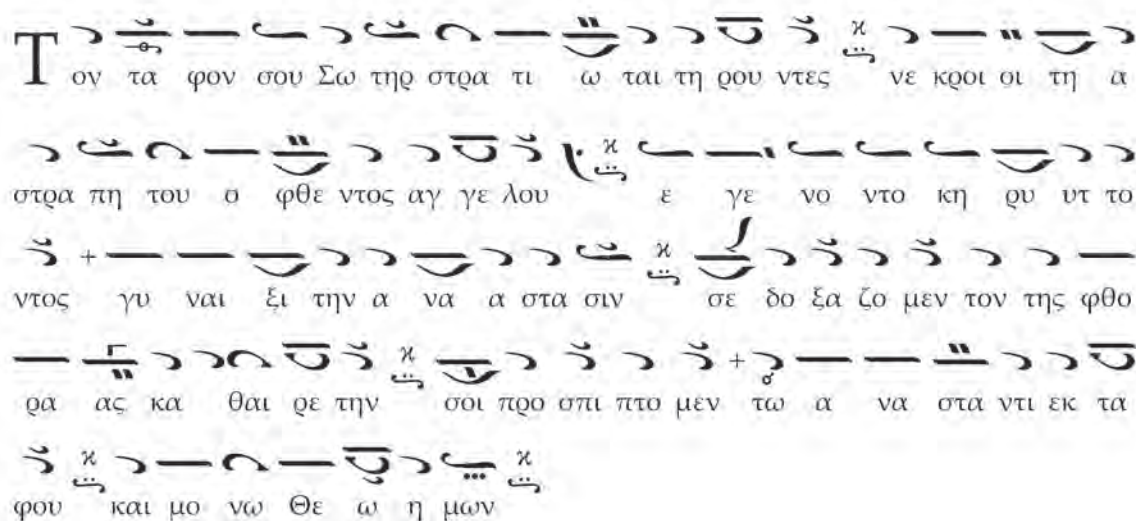 Τ ον τα φον σου Σω τηρ στρα τι ω ται τη ρου ντες νε κροι οι τη α
στρα πη του ο φθε ντος αγ γε λου ε γε νο ντο κη ρυ υτ το
ντος γυ ναι ξι την α να α στα σιν σε δο ξα ζο μεν τον της φθο
ρα ας κα θαι ρε την σοι προ σπι πτο μεν τω α να στα ντι εκ τα
φου και μο νω Θε ω η μων